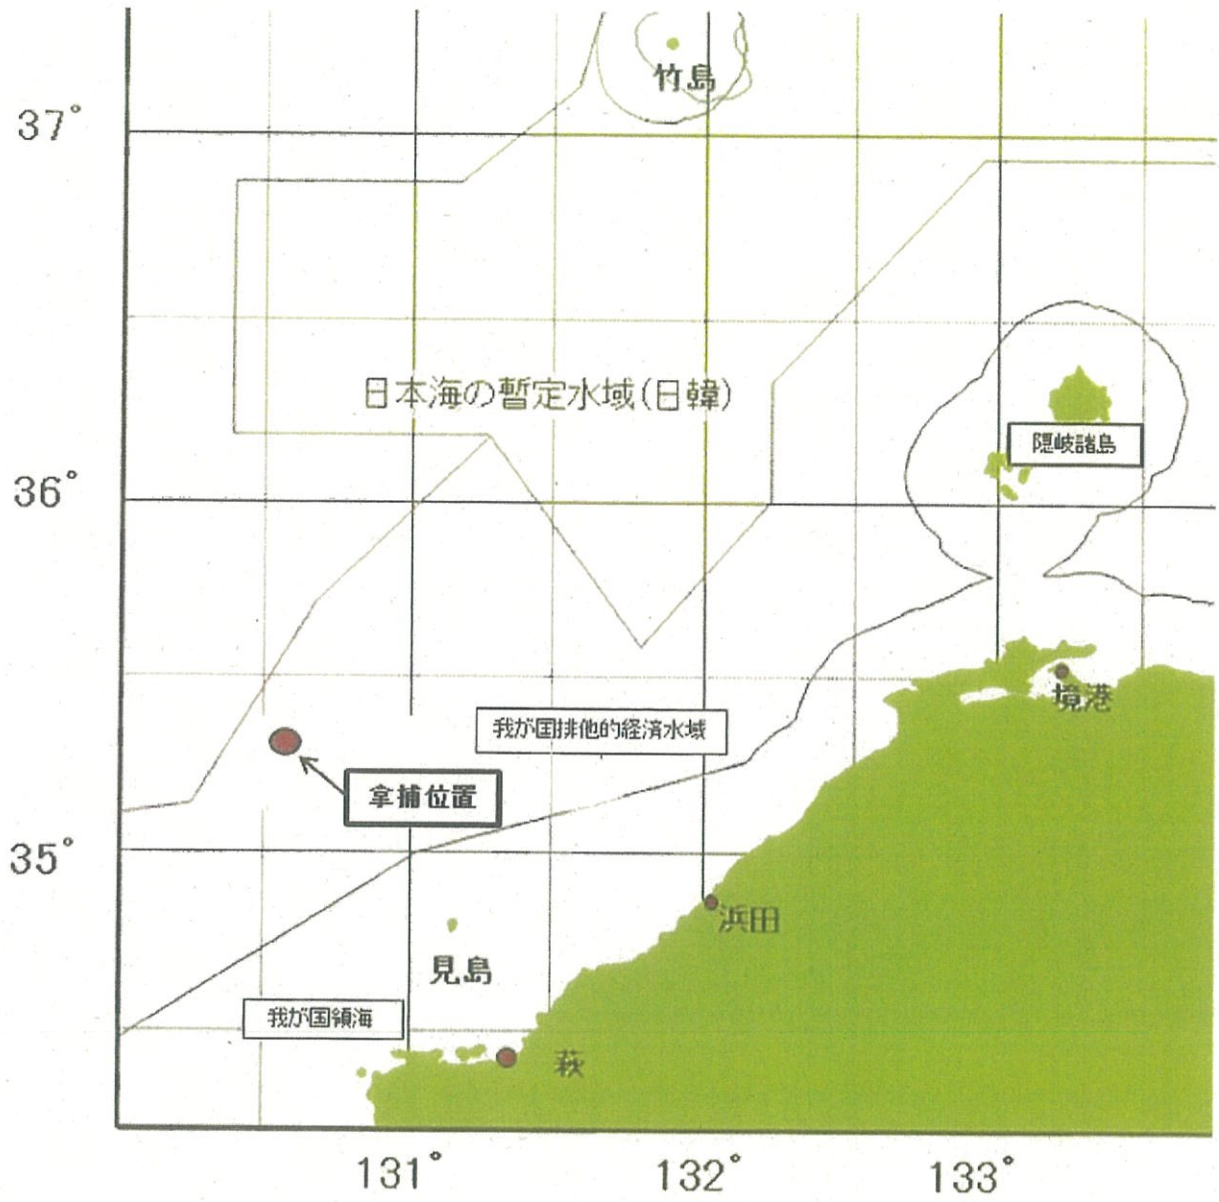 竹島
37°
日本海の暫定水域(日韓)
隠岐諸島
36°
境港
我が国排他的経済水域
拿捕位置
35°
浜田
見島
我が国領海
萩
131°
132°
133°